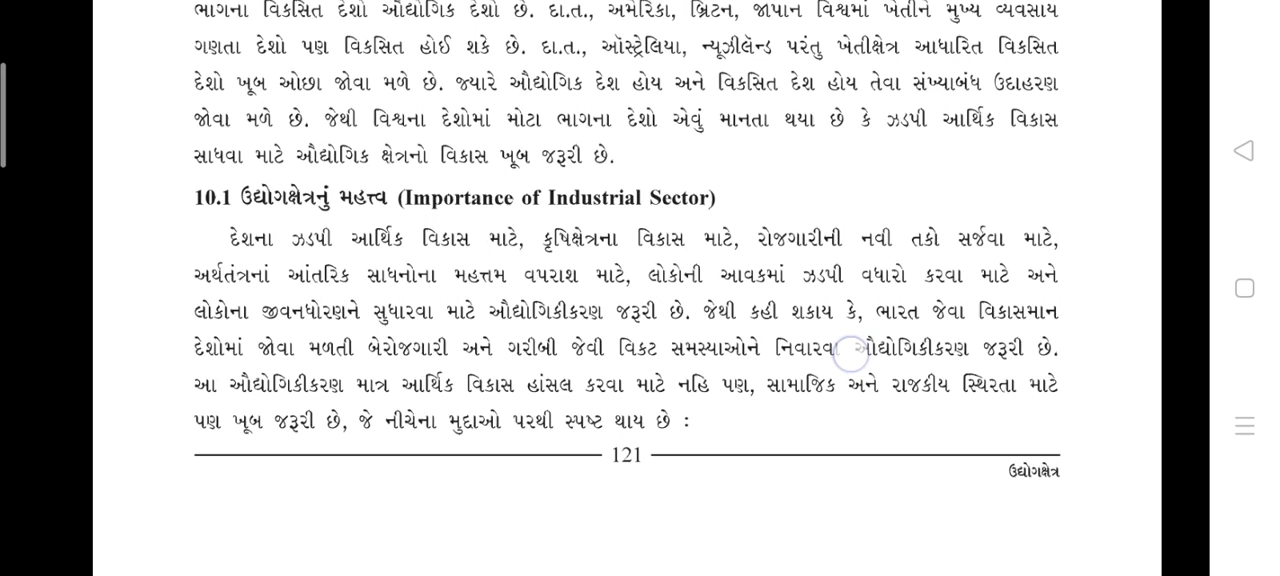 ભાગના વિકસિત દેશો ઔદ્યોગિક દેશો છે. દા.ત., અમેરિકા, બ્રિટન, જાપાન વિશ્વમાં ખેતીને મુખ્ય વ્યવસાય
ગણતા દેશો પણ વિકસિત હોઈ શકે છે. દા.ત., ઑસ્ટ્રેલિયા, ન્યૂઝીલૅન્ડ પરંતુ ખેતીક્ષેત્ર આધારિત વિકસિત
દેશો ખૂબ ઓછા જોવા મળે છે. જ્યારે ઔદ્યોગિક દેશ હોય અને વિકસિત દેશ હોય તેવા સંખ્યાબંધ ઉદાહરણ
જોવા મળે છે. જેથી વિશ્વના દેશોમાં મોટા ભાગના દેશો એવું માનતા થયા છે કે ઝડપી આર્થિક વિકાસ
સાધવા માટે ઔદ્યોગિક ક્ષેત્રનો વિકાસ ખૂબ જરૂરી છે.
10.1 ઉદ્યોગક્ષેત્રનું મહત્ત્વ (Importance of Industrial Sector)
દેશના ઝડપી આર્થિક વિકાસ માટે, કૃષિક્ષેત્રના વિકાસ માટે, રોજગારીની નવી તકો સર્જવા માટે,
અર્થતંત્રનાં આંતરિક સાધનોના મહત્તમ વપરાશ માટે, લોકોની આવકમાં ઝડપી વધારો કરવા માટે અને
લોકોના જીવનધોરણને સુધારવા માટે ઔદ્યોગિકીકરણ જરૂરી છે. જેથી કહી શકાય કે, ભારત જેવા વિકાસમાન
દેશોમાં જોવા મળતી બેરોજગારી અને ગરીબી જેવી વિકટ સમસ્યાઓને નિવારવા ઔદ્યોગિકીકરણ જરૂરી છે.
આ ઔદ્યોગિકીકરણ માત્ર આર્થિક વિકાસ હાંસલ કરવા માટે નહિ પણ, સામાજિક અને રાજકીય સ્થિરતા માટે
પણ ખૂબ જરૂરી છે, જે નીચેના મુદ્દાઓ પરથી સ્પષ્ટ થાય છે :
121
ઉદ્યોગક્ષેત્ર